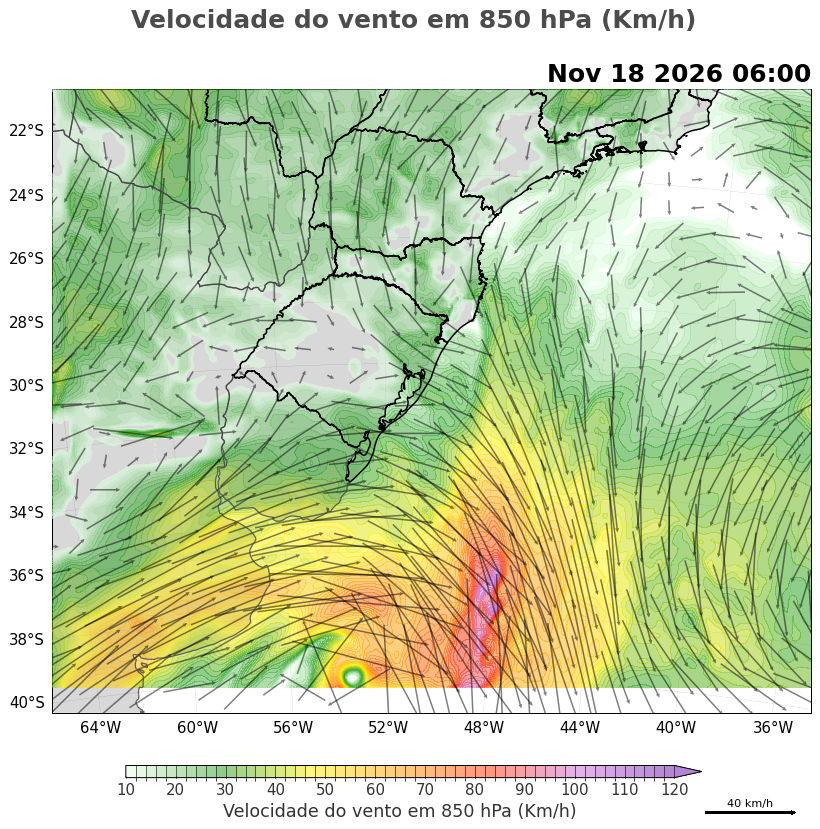 Velocidade do vento em 850 hPa (Km/h)
Nov 18 2026 06:00
22°S
24°S
26°S
28°S
30°S
32°S
34°S
36°S
38°S
40°S
64°W 60°W 56°W 52°W 48°W 44°W 40°W 36°W
10 20 30 40 50 60 70 80 90 100 110 120
Velocidade do vento em 850 hPa (Km/h)
40 km/h